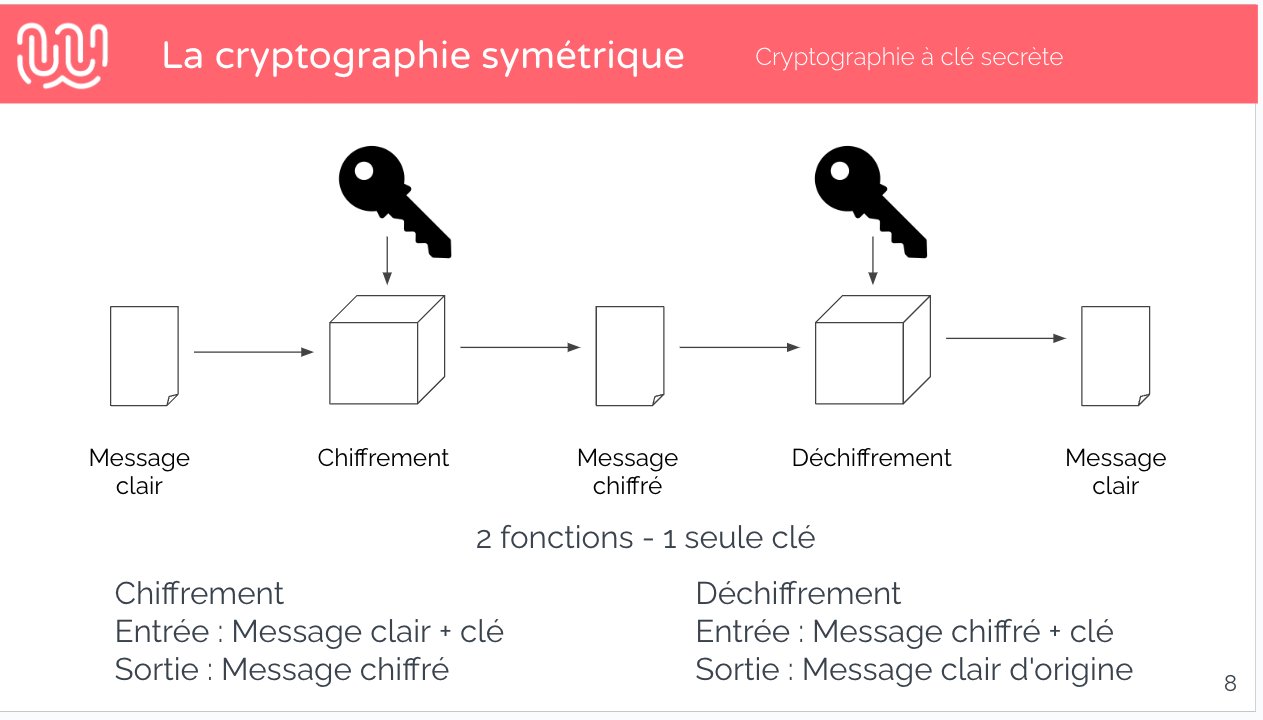 La cryptographie symétrique
Cryptographie à clé secrète
Message
clair
Chiffrement
Message
chiffré
Déchiffrement
Message
clair
2 fonctions - 1 seule clé
Chiffrement
Entrée : Message clair + clé
Sortie : Message chiffré
Déchiffrement
Entrée : Message chiffré + clé
Sortie : Message clair d'origine
8